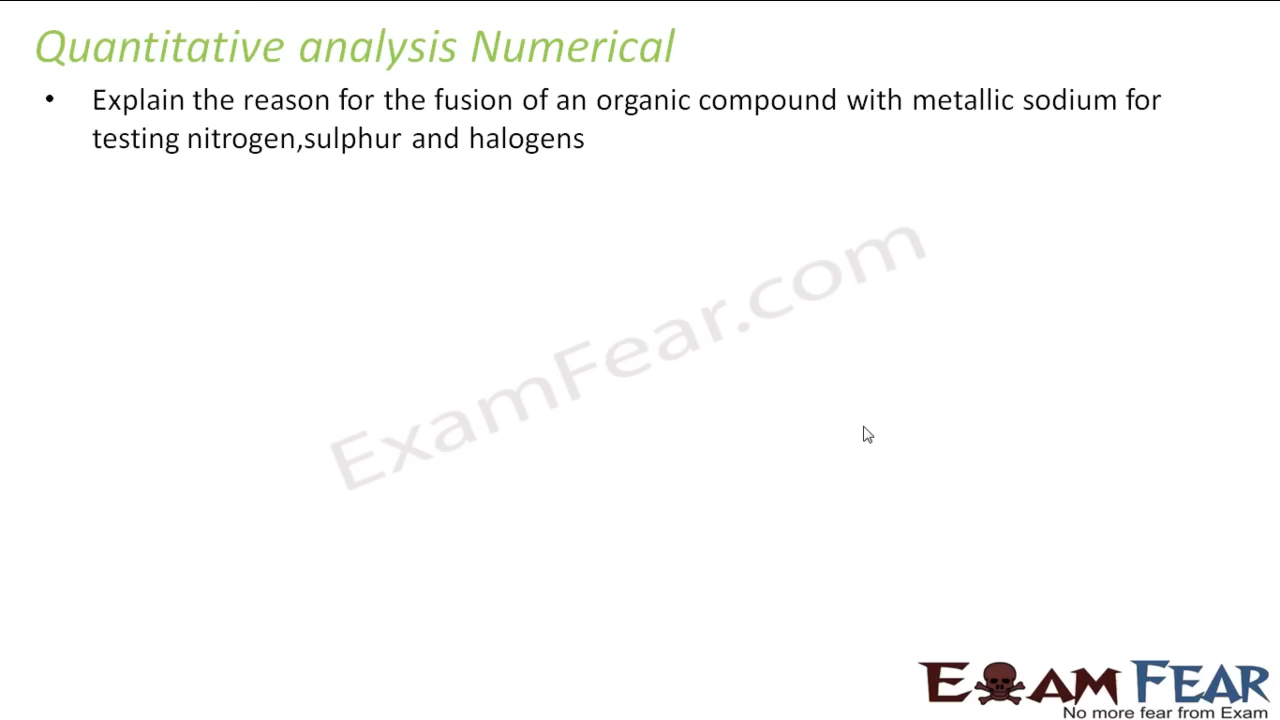 Quantitative analysis Numerical
• Explain the reason for the fusion of an organic compound with metallic sodium for
testing nitrogen,sulphur and halogens
ExamFear.com
EXAM FEAR
No more fear from Exam